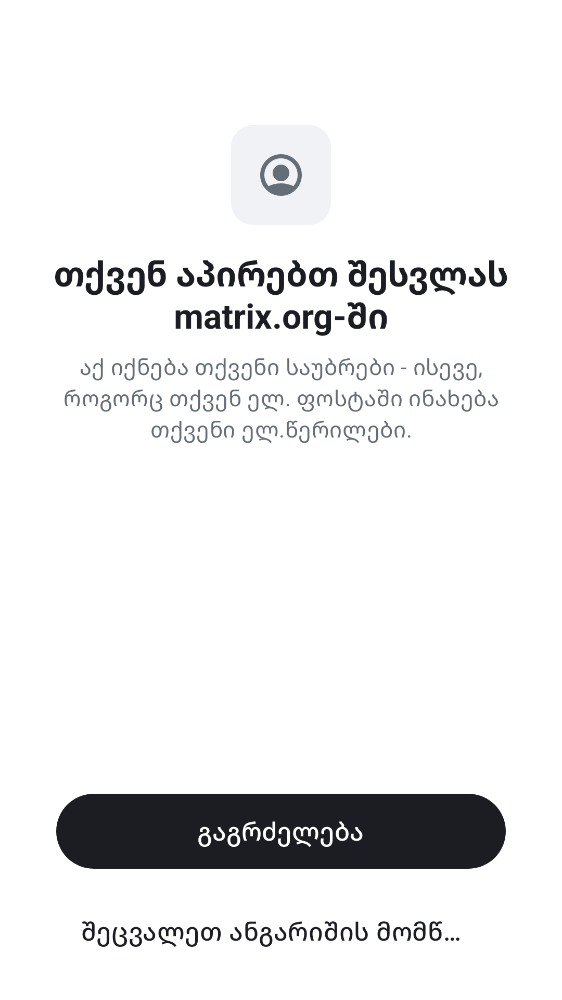 თქვენ აპირებთ შესვლას
matrix.org-ში
აქ იქნება თქვენი საუბრები - ისევე,
როგორც თქვენ ელ. ფოსტაში ინახება
თქვენი ელ.წერილები.
გაგრძელება
შეცვალეთ ანგარიშის მომწ...